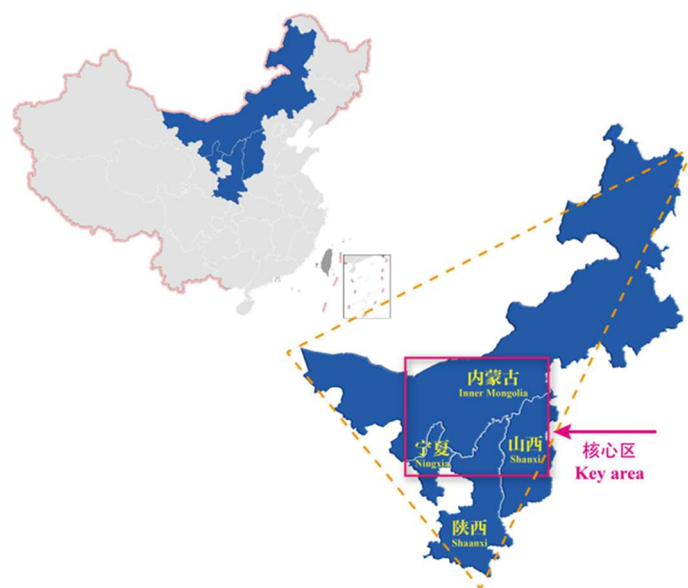 内蒙古
Inner Mongolia
宁夏
Ningxia
山西
Shanxi
核心区
Key area
陕西
Shaanxi